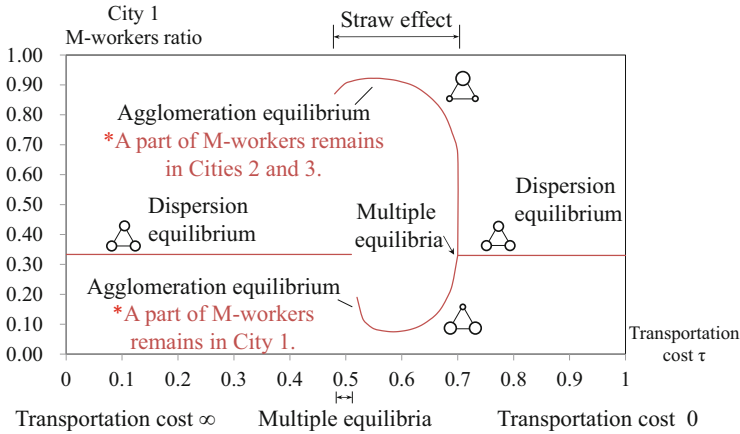 City 1
M-workers ratio
Straw effect
1.00
0.90
0.80
0.70
0.60
0.50
0.40
0.30
0.20
0.10
0.00
Agglomeration equilibrium
*A part of M-workers remains
in Cities 2 and 3.
Dispersion
equilibrium
Multiple
equilibria
Dispersion
equilibrium
Agglomeration equilibrium
*A part of M-workers
remains in City 1.
Transportation
cost τ
0 0.1 0.2 0.3 0.4 0.5 0.6 0.7 0.8 0.9 1
Transportation cost ∞ Multiple equilibria Transportation cost 0